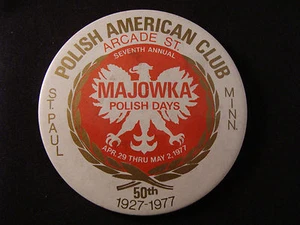 POLISH AMERICAN CLUB
ARCADE ST.
SEVENTH ANNUAL
MAJOWKA
POLISH DAYS
APR. 29 THRU MAY 2, 1977
ST. PAUL
MINN.
50th
1927-1977